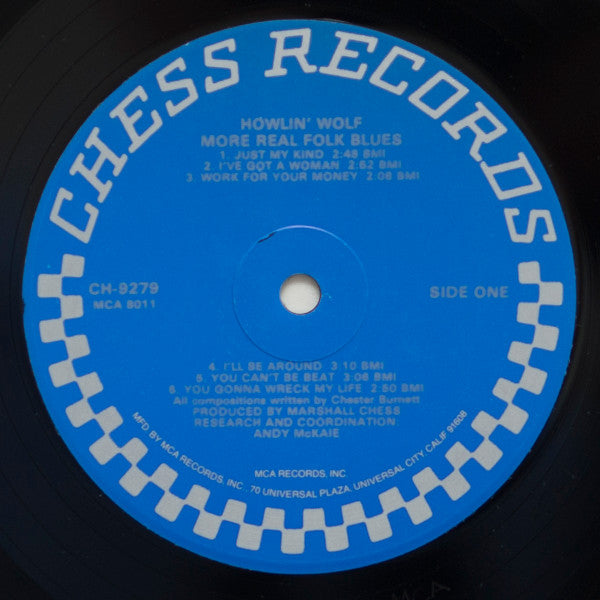 CHESS RECORDS
HOWLIN' WOLF
MORE REAL FOLK BLUES
1. JUST MY KIND 2:48 BMI
2. I'VE GOT A WOMAN 2:52 BMI
3. WORK FOR YOUR MONEY 2:08 BMI
CH-9279
MCA 8011
SIDE ONE
4. I'LL BE AROUND 3 10 BMI
5. YOU CAN'T BE BEAT 3:06 BMI
6. YOU GONNA WRECK MY LIFE 2:50 BMI
All compositions written by Chester Burnett
PRODUCED BY MARSHALL CHESS
RESEARCH AND COORDINATION:
ANDY McKAIE
MCA RECORDS, INC.
MFD BY MCA RECORDS, INC., 70 UNIVERSAL PLAZA, UNIVERSAL CITY, CALIF 91608
MCA